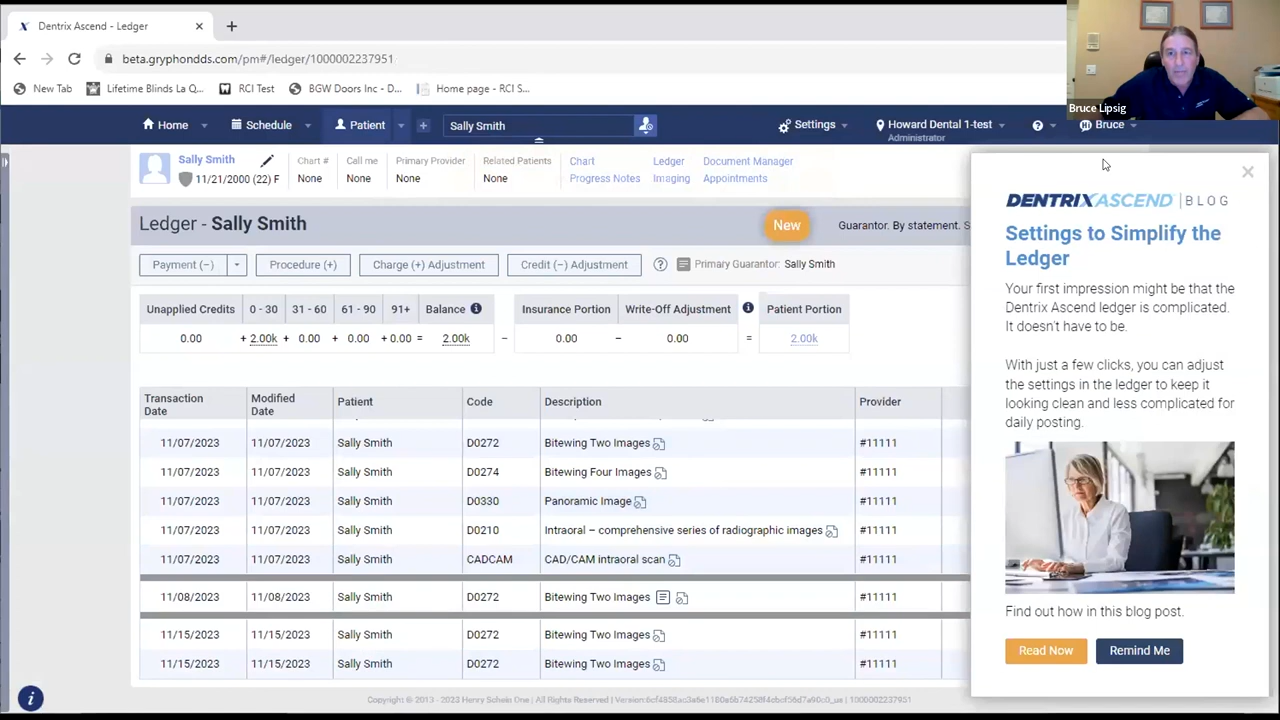 Dentrix Ascend - Ledger
beta.gryphondds.com/pm#/ledger/1000002237951
New Tab Lifetime Blinds La Q... RCI Test BGW Doors Inc - D... Home page - RCI S...
Bruce Lipsig
Home Schedule Patient Sally Smith Settings Howard Dental 1-test Bruce
Administrator
Sally Smith Chart # Call me Primary Provider Related Patients Chart Ledger Document Manager
11/21/2000 (22) F None None None None Progress Notes Imaging Appointments
Ledger - Sally Smith New Guarantor. By statement. S
Payment (–) Procedure (+) Charge (+) Adjustment Credit (–) Adjustment Primary Guarantor: Sally Smith
Unapplied Credits 0 - 30 31 - 60 61 - 90 91+ Balance Insurance Portion Write-Off Adjustment Patient Portion
0.00 + 2.00k + 0.00 + 0.00 + 0.00 = 2.00k – 0.00 – 0.00 = 2.00k
Transaction Date Modified Date Patient Code Description Provider
11/07/2023 11/07/2023 Sally Smith D0272 Bitewing Two Images #11111
11/07/2023 11/07/2023 Sally Smith D0274 Bitewing Four Images #11111
11/07/2023 11/07/2023 Sally Smith D0330 Panoramic Image #11111
11/07/2023 11/07/2023 Sally Smith D0210 Intraoral – comprehensive series of radiographic images #11111
11/07/2023 11/07/2023 Sally Smith CADCAM CAD/CAM intraoral scan #11111
11/08/2023 11/08/2023 Sally Smith D0272 Bitewing Two Images #11111
11/15/2023 11/15/2023 Sally Smith D0272 Bitewing Two Images #11111
11/15/2023 11/15/2023 Sally Smith D0272 Bitewing Two Images #11111
DENTRIXASCEND | BLOG
Settings to Simplify the
Ledger
Your first impression might be that the
Dentrix Ascend ledger is complicated.
It doesn't have to be.
With just a few clicks, you can adjust
the settings in the ledger to keep it
looking clean and less complicated for
daily posting.
Find out how in this blog post.
Read Now Remind Me
Copyright © 2013 - 2023 Henry Schein One | All Rights Reserved | Version: